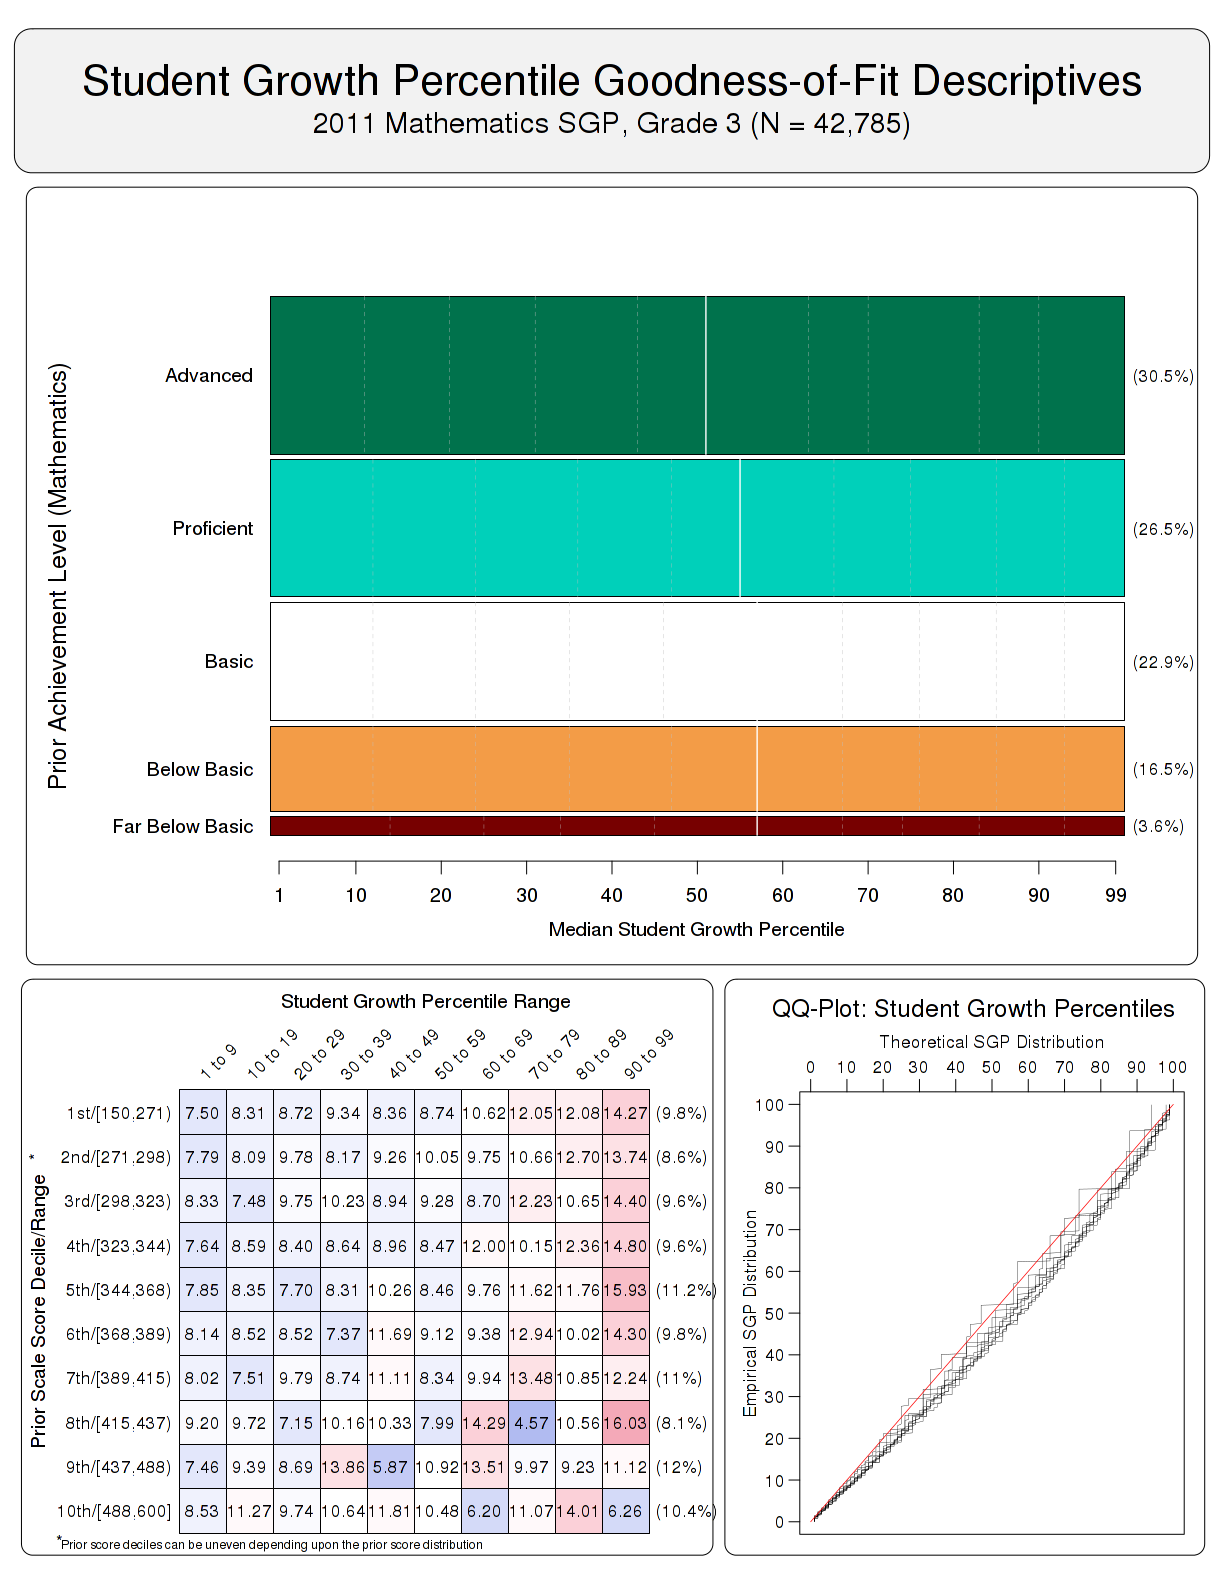 Student Growth Percentile Goodness-of-Fit Descriptives
2011 Mathematics SGP, Grade 3 (N = 42,785)
Prior Achievement Level (Mathematics)
Advanced (30.5%)
Proficient (26.5%)
Basic (22.9%)
Below Basic (16.5%)
Far Below Basic (3.6%)
1 10 20 30 40 50 60 70 80 90 99
Median Student Growth Percentile
Student Growth Percentile Range
1 to 9 10 to 19 20 to 29 30 to 39 40 to 49 50 to 59 60 to 69 70 to 79 80 to 89 90 to 99
Prior Scale Score Decile/Range *
1st/[150,271) 7.50 8.31 8.72 9.34 8.36 8.74 10.62 12.05 12.08 14.27 (9.8%)
2nd/[271,298) 7.79 8.09 9.78 8.17 9.26 10.05 9.75 10.66 12.70 13.74 (8.6%)
3rd/[298,323) 8.33 7.48 9.75 10.23 8.94 9.28 8.70 12.23 10.65 14.40 (9.6%)
4th/[323,344) 7.64 8.59 8.40 8.64 8.96 8.47 12.00 10.15 12.36 14.80 (9.6%)
5th/[344,368) 7.85 8.35 7.70 8.31 10.26 8.46 9.76 11.62 11.76 15.93 (11.2%)
6th/[368,389) 8.14 8.52 8.52 7.37 11.69 9.12 9.38 12.94 10.02 14.30 (9.8%)
7th/[389,415) 8.02 7.51 9.79 8.74 11.11 8.34 9.94 13.48 10.85 12.24 (11%)
8th/[415,437) 9.20 9.72 7.15 10.16 10.33 7.99 14.29 4.57 10.56 16.03 (8.1%)
9th/[437,488) 7.46 9.39 8.69 13.86 5.87 10.92 13.51 9.97 9.23 11.12 (12%)
10th/[488,600] 8.53 11.27 9.74 10.64 11.81 10.48 6.20 11.07 14.01 6.26 (10.4%)
*Prior score deciles can be uneven depending upon the prior score distribution
QQ-Plot: Student Growth Percentiles
Theoretical SGP Distribution
0 10 20 30 40 50 60 70 80 90 100
Empirical SGP Distribution
100
90
80
70
60
50
40
30
20
10
0